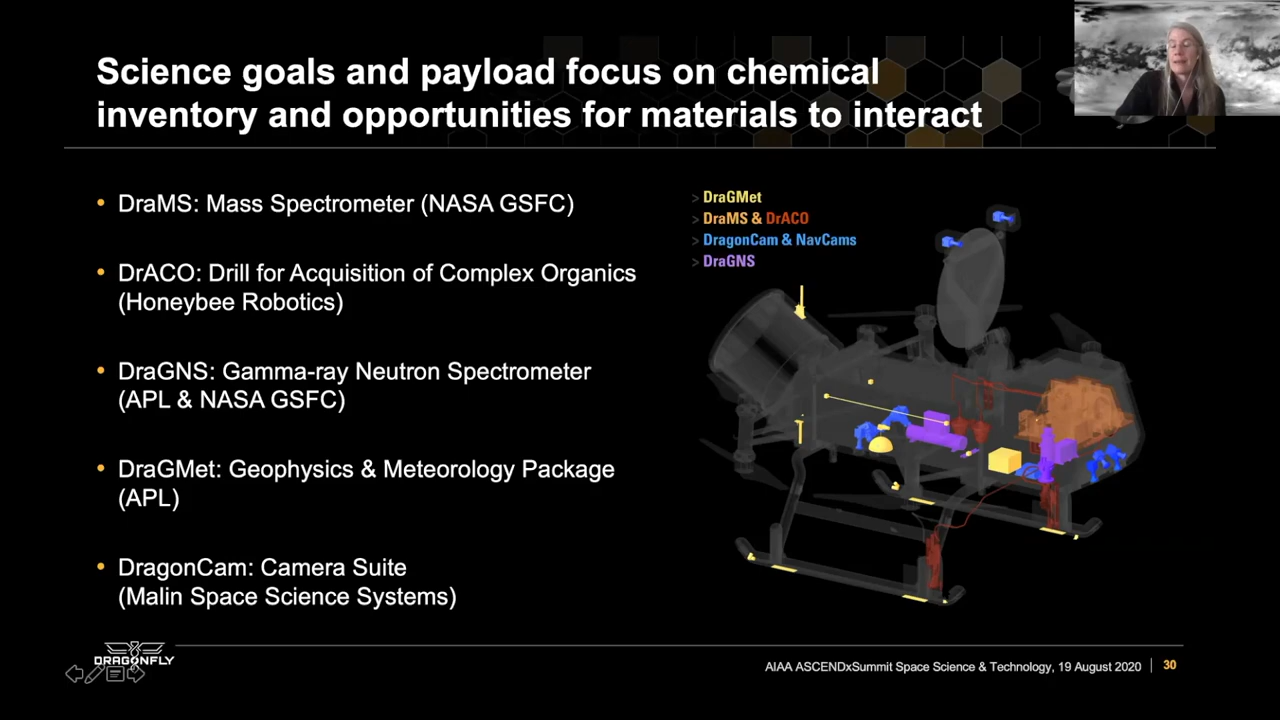 Science goals and payload focus on chemical
inventory and opportunities for materials to interact
• DraMS: Mass Spectrometer (NASA GSFC)
• DrACO: Drill for Acquisition of Complex Organics
(Honeybee Robotics)
• DraGNS: Gamma-ray Neutron Spectrometer
(APL & NASA GSFC)
• DraGMet: Geophysics & Meteorology Package
(APL)
• DragonCam: Camera Suite
(Malin Space Science Systems)
> DraGMet
> DraMS & DrACO
> DragonCam & NavCams
> DraGNS
DRAGONFLY
AIAA ASCENDxSummit Space Science & Technology, 19 August 2020 | 30